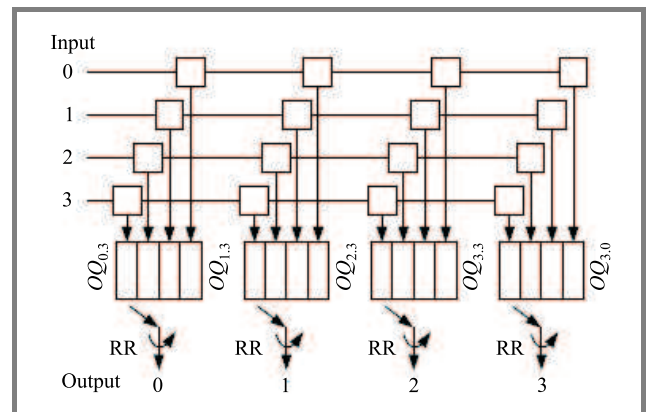 Input
0
1
2
3
OQ0.3
OQ1.3
OQ2.3
OQ3.3
OQ3.0
RR
RR
RR
RR
Output 0 1 2 3